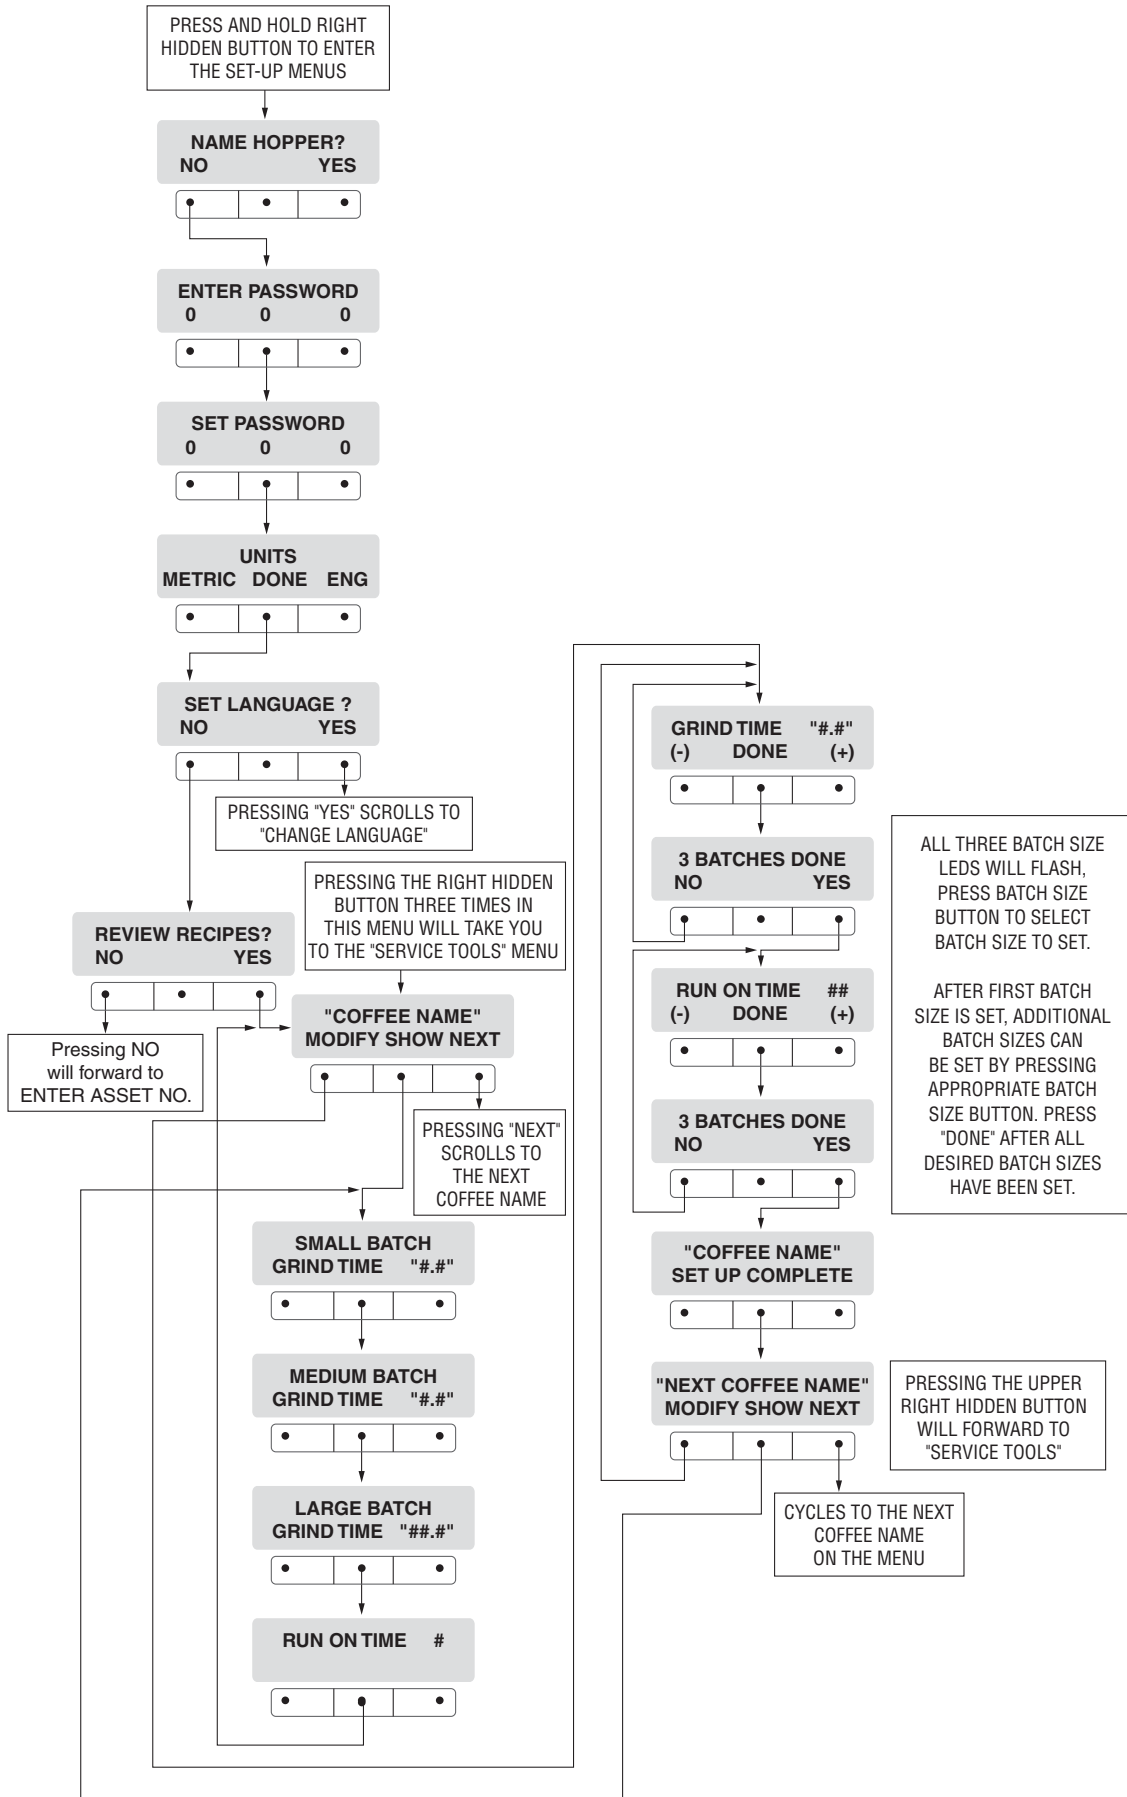 PRESS AND HOLD RIGHT
HIDDEN BUTTON TO ENTER
THE SET-UP MENUS
NAME HOPPER?
NO YES
ENTER PASSWORD
0 0 0
SET PASSWORD
0 0 0
UNITS
METRIC DONE ENG
SET LANGUAGE ?
NO YES
PRESSING "YES" SCROLLS TO
"CHANGE LANGUAGE"
REVIEW RECIPES?
NO YES
Pressing NO
will forward to
ENTER ASSET NO.
PRESSING THE RIGHT HIDDEN
BUTTON THREE TIMES IN
THIS MENU WILL TAKE YOU
TO THE "SERVICE TOOLS" MENU
"COFFEE NAME"
MODIFY SHOW NEXT
PRESSING "NEXT"
SCROLLS TO
THE NEXT
COFFEE NAME
SMALL BATCH
GRIND TIME "#.#"
MEDIUM BATCH
GRIND TIME "#.#"
LARGE BATCH
GRIND TIME "##.#"
RUN ON TIME #
GRIND TIME "#.#"
(-) DONE (+)
3 BATCHES DONE
NO YES
RUN ON TIME ##
(-) DONE (+)
3 BATCHES DONE
NO YES
"COFFEE NAME"
SET UP COMPLETE
"NEXT COFFEE NAME"
MODIFY SHOW NEXT
CYCLES TO THE NEXT
COFFEE NAME
ON THE MENU
ALL THREE BATCH SIZE
LEDS WILL FLASH,
PRESS BATCH SIZE
BUTTON TO SELECT
BATCH SIZE TO SET.
AFTER FIRST BATCH
SIZE IS SET, ADDITIONAL
BATCH SIZES CAN
BE SET BY PRESSING
APPROPRIATE BATCH
SIZE BUTTON. PRESS
"DONE" AFTER ALL
DESIRED BATCH SIZES
HAVE BEEN SET.
PRESSING THE UPPER
RIGHT HIDDEN BUTTON
WILL FORWARD TO
"SERVICE TOOLS"